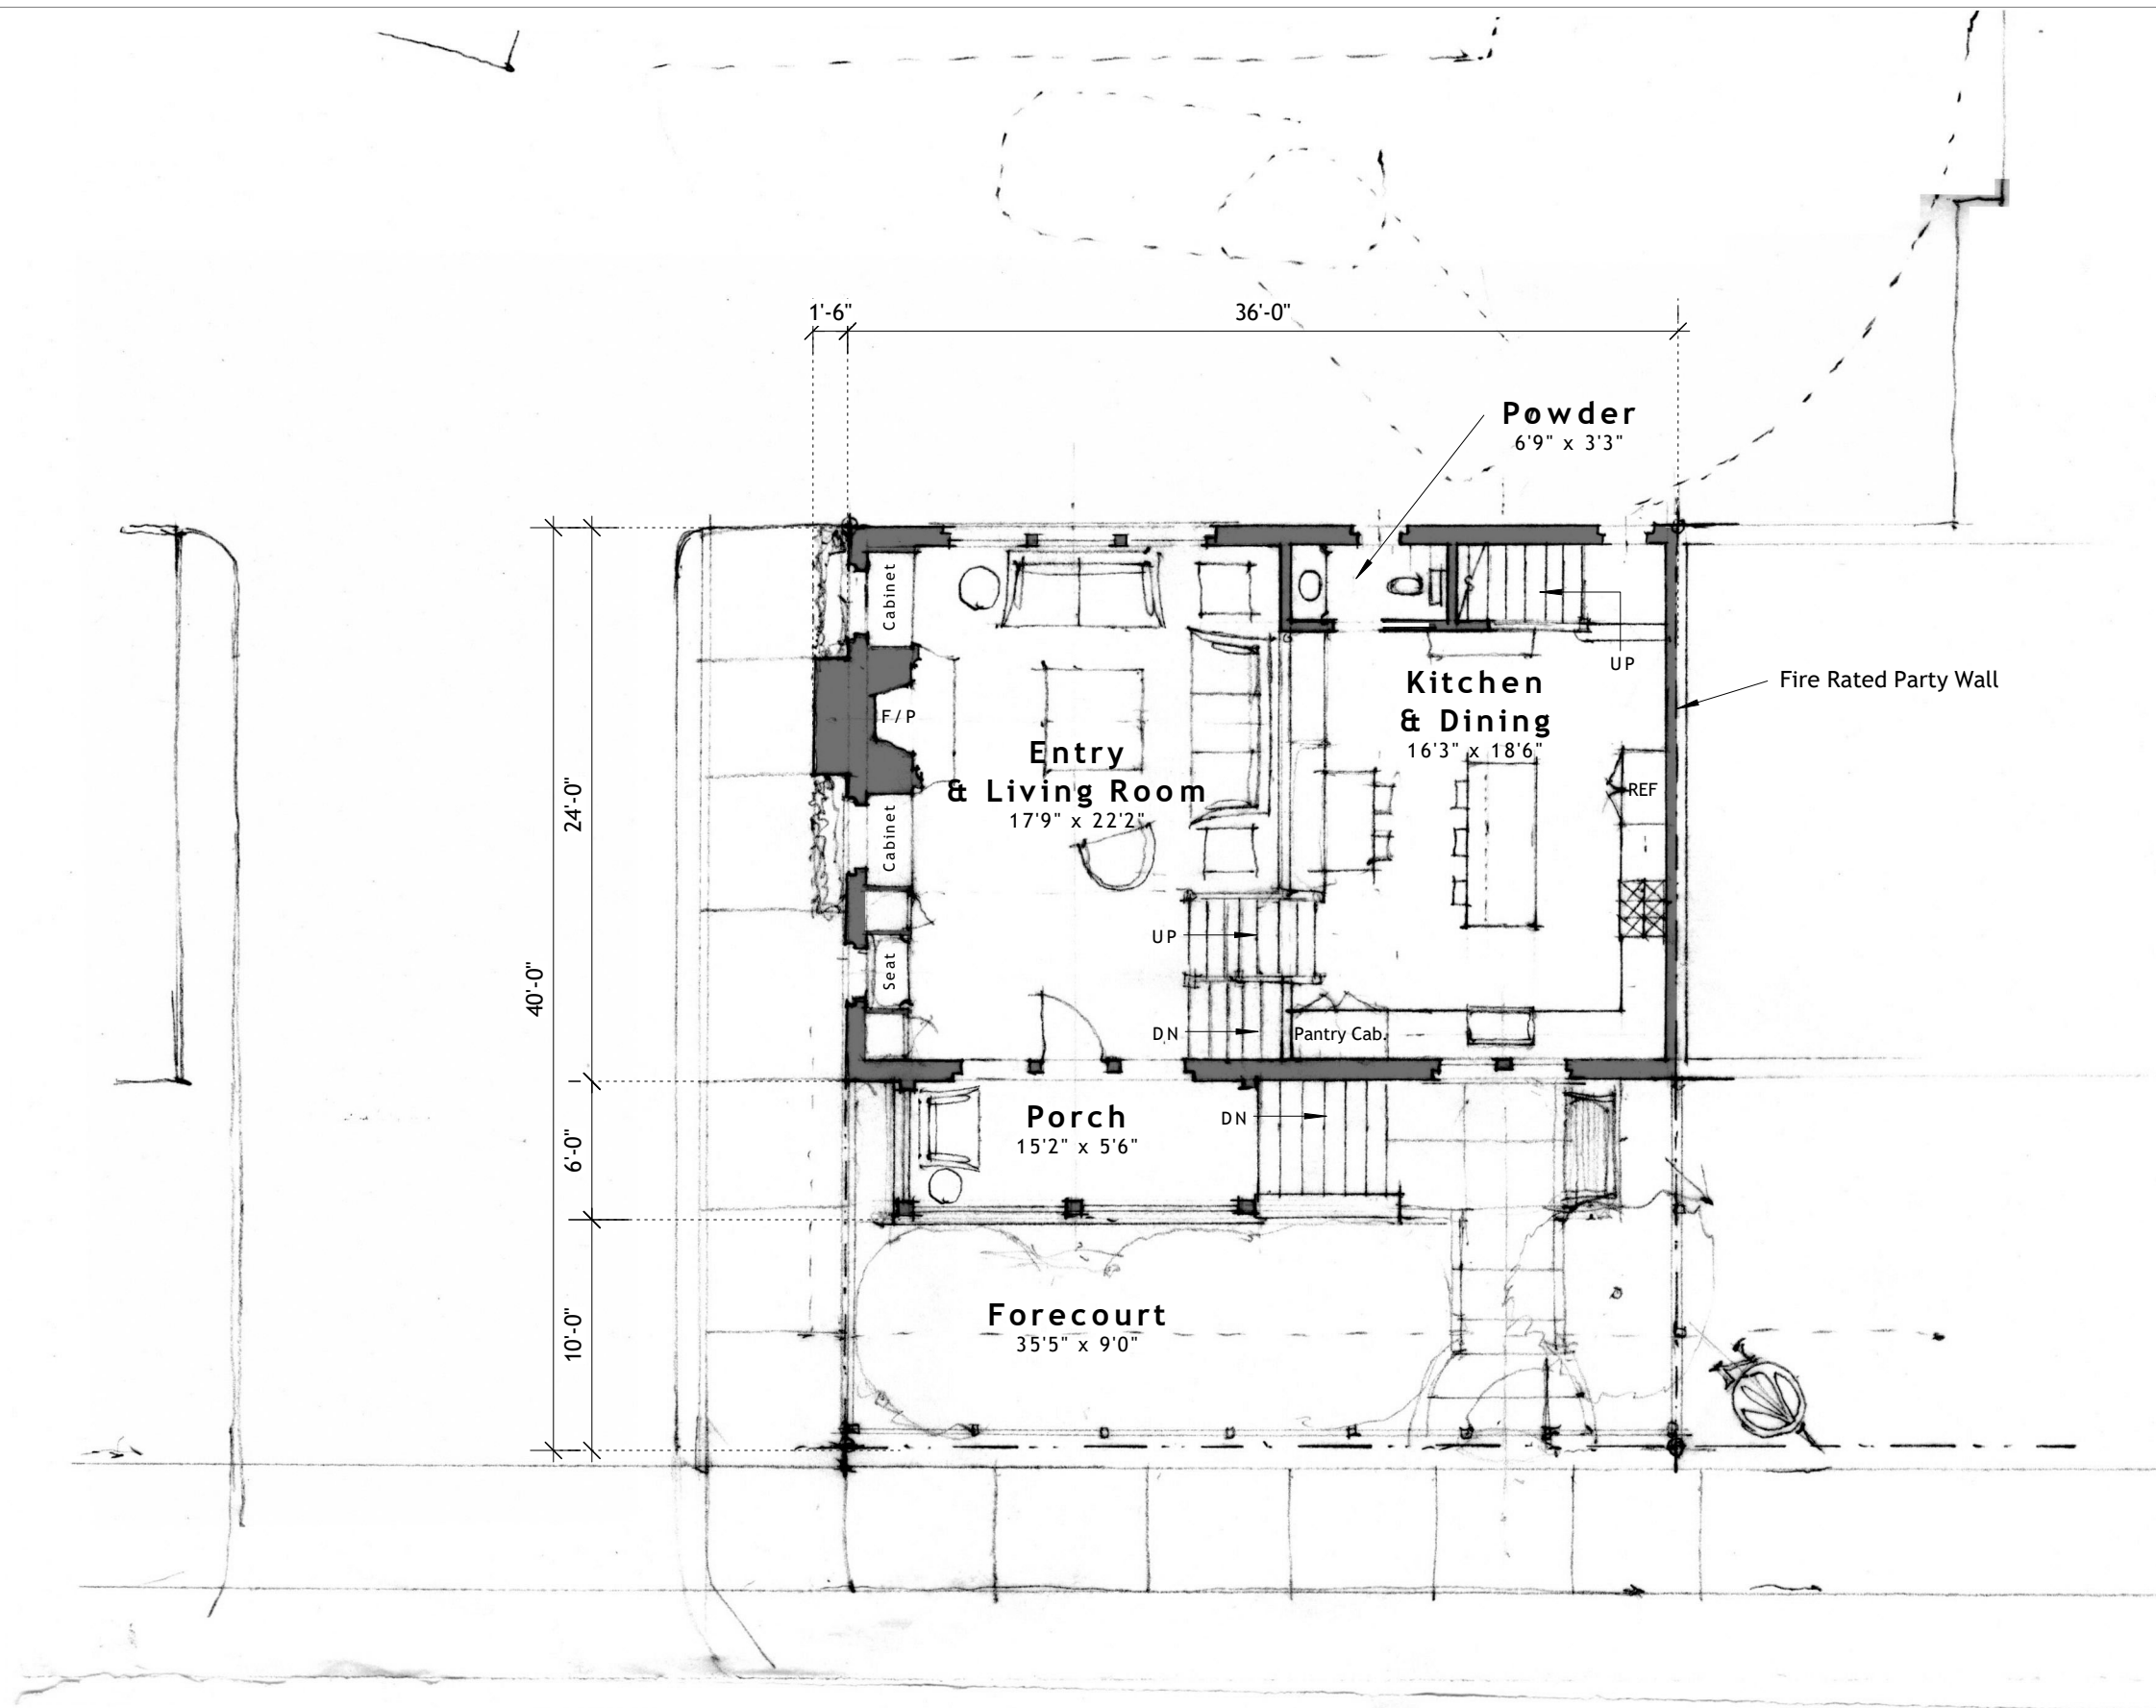 1'-6"
36'-0"
Powder
6'9" x 3'3"
Cabinet
UP
Kitchen
& Dining
16'3" x 18'6"
Fire Rated Party Wall
F/P
Entry
& Living Room
17'9" x 22'2"
REF
24'-0"
Cabinet
UP
Seat
40'-0"
DN
Pantry Cab.
Porch
15'2" x 5'6"
DN
6'-0"
Forecourt
35'5" x 9'0"
10'-0"